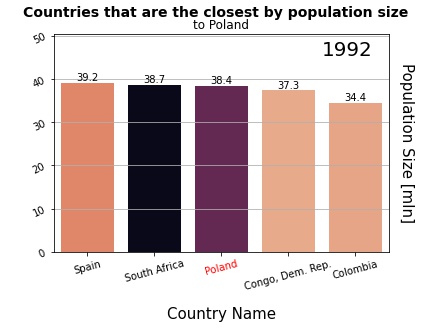 Countries that are the closest by population size
to Poland
1992
50
40
30
20
10
0
39.2
38.7
38.4
37.3
34.4
Spain
South Africa
Poland
Congo, Dem. Rep.
Colombia
Country Name
Population Size [mln]